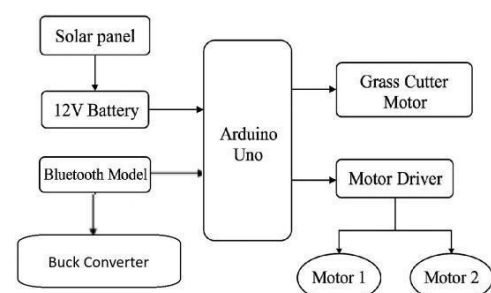 Solar panel
12V Battery
Bluetooth Model
Buck Converter
Arduino
Uno
Grass Cutter
Motor
Motor Driver
Motor 1
Motor 2